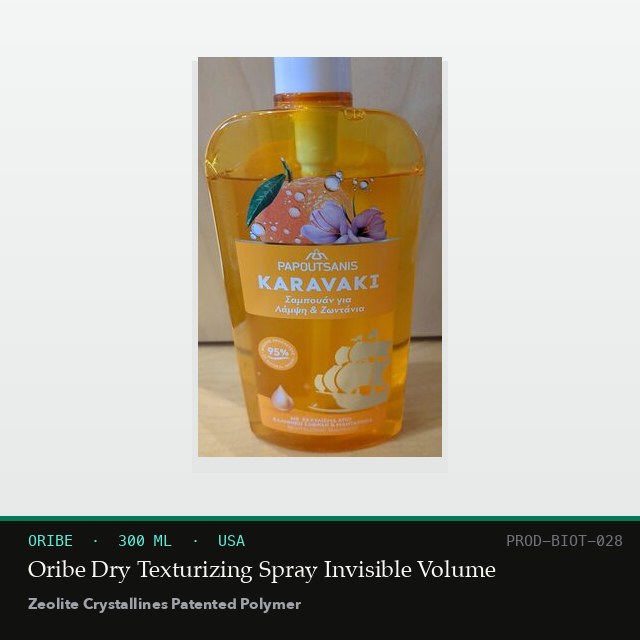 PAPOUTSANIS
KARAVAKI
Σαμπουάν για
Λάμψη & Ζωντάνια
95%
ORIBE · 300 ML · USA
PROD–BIOT–028
Oribe Dry Texturizing Spray Invisible Volume
Zeolite Crystallines Patented Polymer